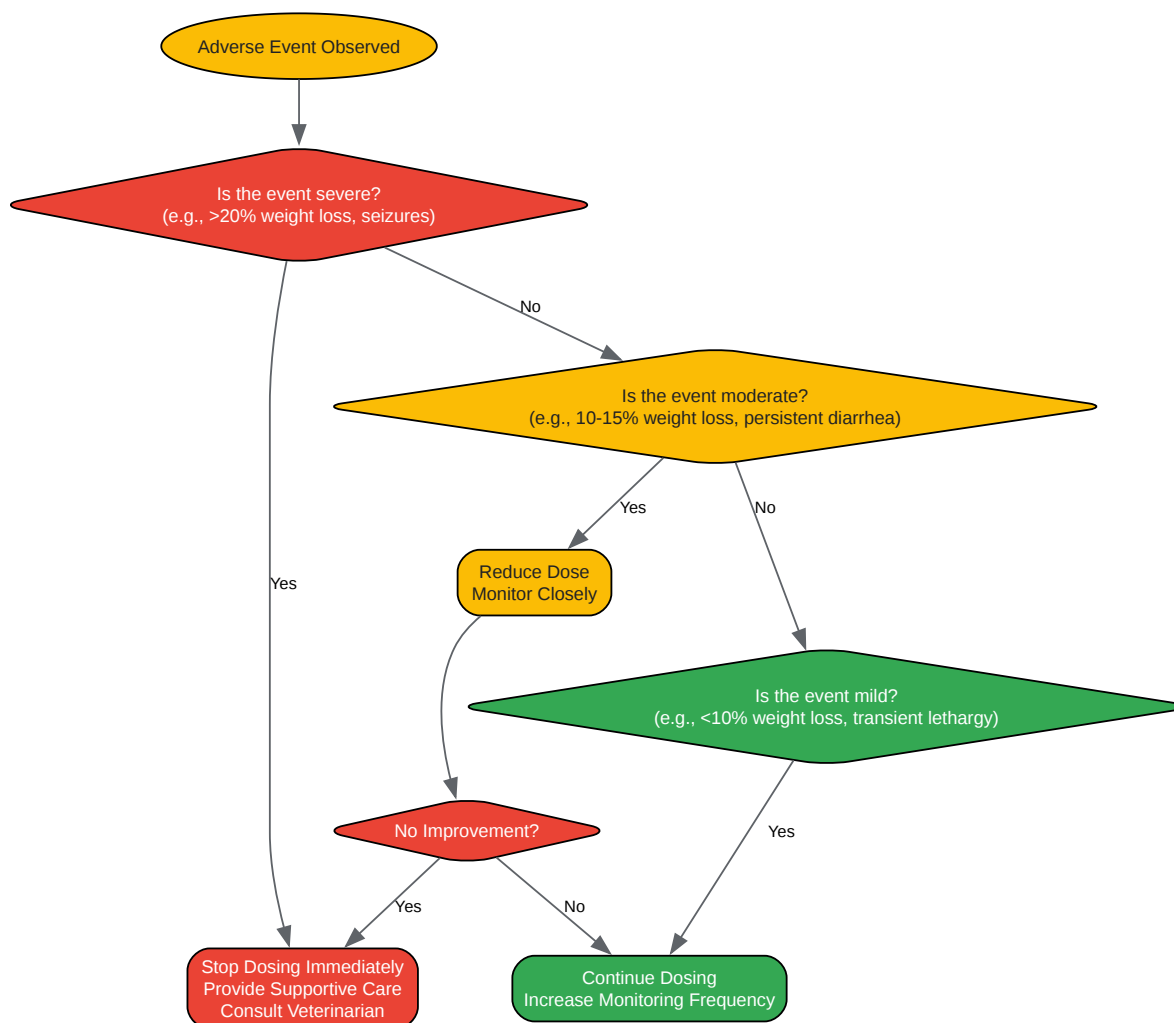 Adverse Event Observed
Is the event severe?
(e.g., >20% weight loss, seizures)
No
Is the event moderate?
(e.g., 10-15% weight loss, persistent diarrhea)
Yes
No
Reduce Dose
Monitor Closely
Yes
Is the event mild?
(e.g., <10% weight loss, transient lethargy)
No Improvement?
Yes
Yes
No
Stop Dosing Immediately
Provide Supportive Care
Consult Veterinarian
Continue Dosing
Increase Monitoring Frequency